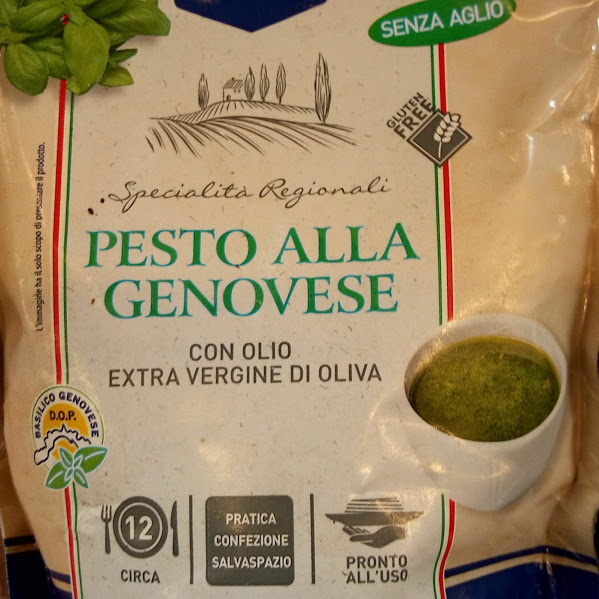 SENZA AGLIO
GLUTEN
FREE
Specialità Regionali
PESTO ALLA
GENOVESE
CON OLIO
EXTRA VERGINE DI OLIVA
L'immagine ha il solo scopo di presentare il prodotto.
BASILICO GENOVESE
D.O.P.
12
CIRCA
PRATICA
CONFEZIONE
SALVASPAZIO
PRONTO
ALL'USO